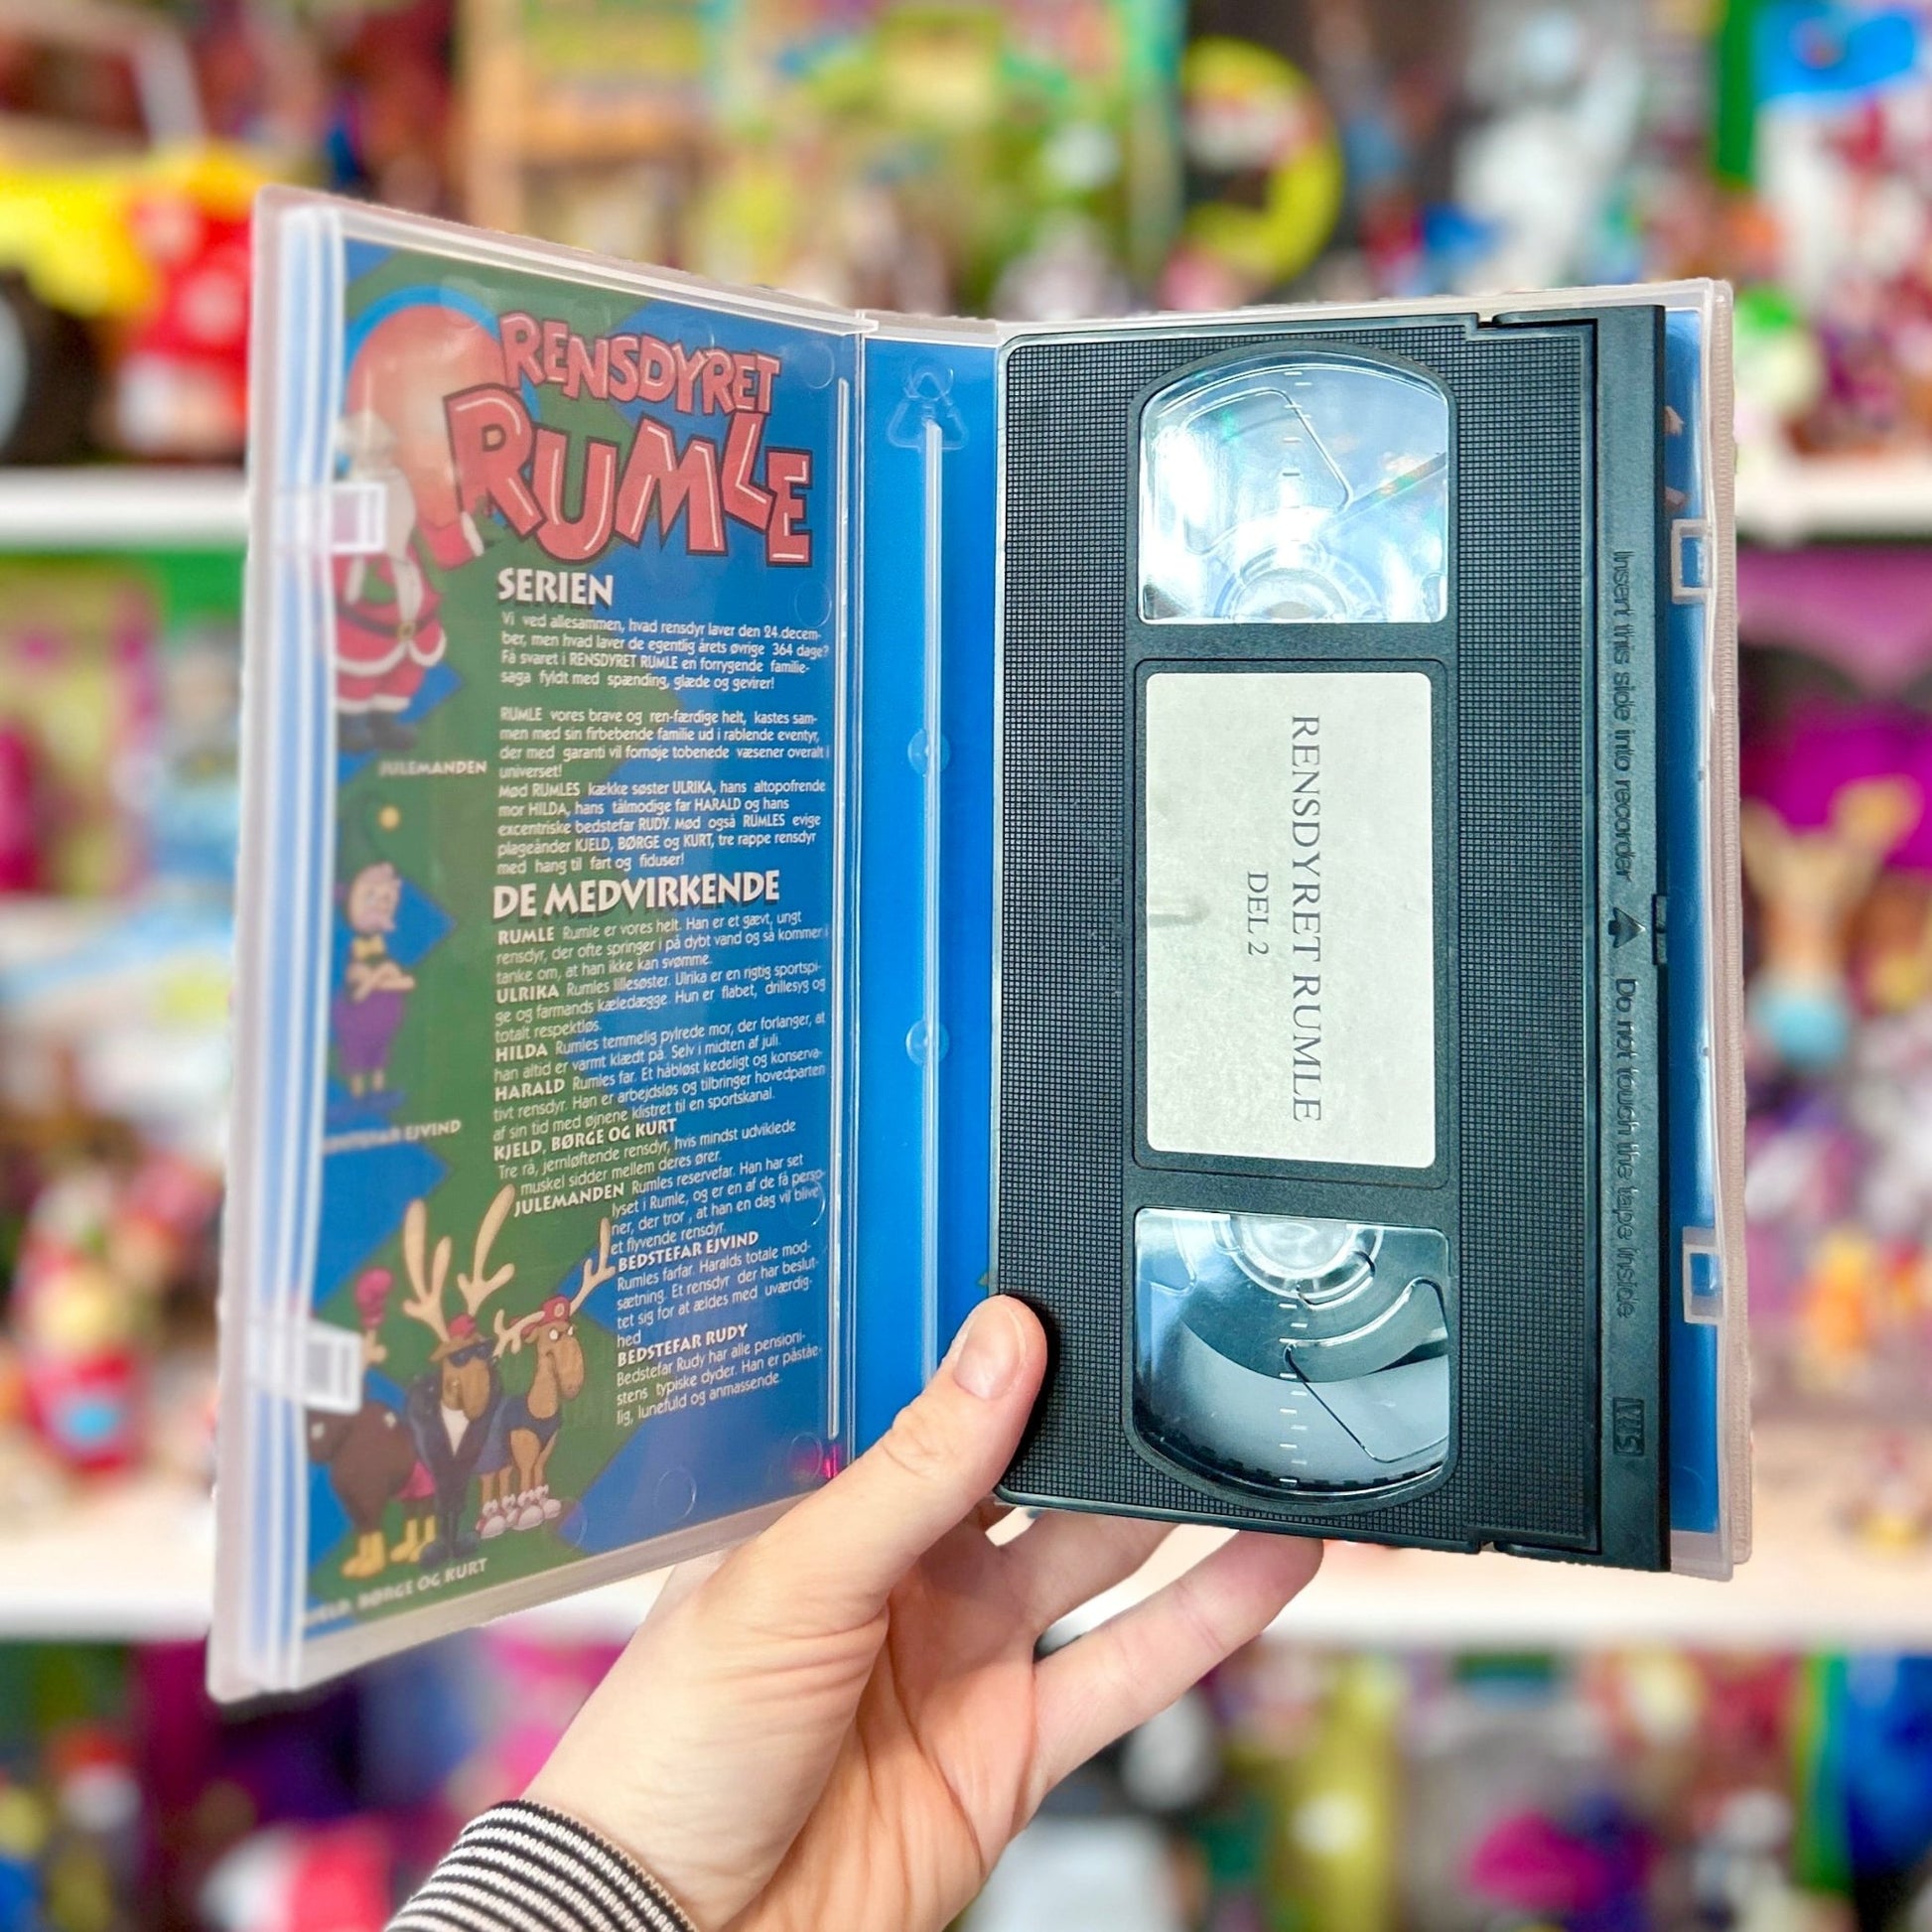 RENSDYRET
RUMLE
SERIEN
Vi ved allesammen, hvad rensdyr laver den 24.decem-
ber, men hvad laver de egentlig årets øvrige 364 dage?
Få svaret i RENSDYRET RUMLE en forrygende familie-
saga fyldt med spænding, glæde og gevirer!
RUMLE vores brave og ren-færdige helt, kastes sam-
men med sin firbebende familie ud i rablende eventyr,
der med garanti vil fornøje tobenede væsener overalt i
universet!
Mød RUMLES kække søster ULRIKA, hans altopofrende
mor HILDA, hans tålmodige far HARALD og hans
excentriske bedstefar RUDY. Mød også RUMLES evige
plageånder KJELD, BØRGE og KURT, tre rappe rensdyr
med hang til fart og fiduser!
DE MEDVIRKENDE
RUMLE Rumle er vores helt. Han er et gævt, ungt
rensdyr, der ofte springer i på dybt vand og så kommer i
tanke om, at han ikke kan svømme.
ULRIKA Rumles lillesøster. Ulrika er en rigtig sportspi-
ge og farmands kæledægge. Hun er flabet, drillesyg og
totalt respektløs.
HILDA Rumles temmelig pylrede mor, der forlanger, at
han altid er varmt klædt på. Selv i midten af juli.
HARALD Rumles far. Et håbløst kedeligt og konserva-
tivt rensdyr. Han er arbejdsløs og tilbringer hovedparten
af sin tid med øjnene klistret til en sportskanal.
KJELD, BØRGE OG KURT
Tre rå, jernløftende rensdyr, hvis mindst udviklede
muskel sidder mellem deres ører.
JULEMANDEN Rumles reservefar. Han har set
lyset i Rumle, og er en af de få perso-
ner, der tror , at han en dag vil blive
et flyvende rensdyr.
BEDSTEFAR EJVIND
Rumles farfar. Haralds totale mod-
sætning. Et rensdyr der har beslut-
tet sig for at ældes med uværdig-
hed
BEDSTEFAR RUDY
Bedstefar Rudy har alle pensioni-
stens typiske dyder. Han er påståe-
lig, lunefuld og anmassende.
JULEMANDEN
EJVIND
BØRGE OG KURT
RENSDYRET RUMLE
DEL 2
Insert this side into recorder Do not touch the tape inside
VHS